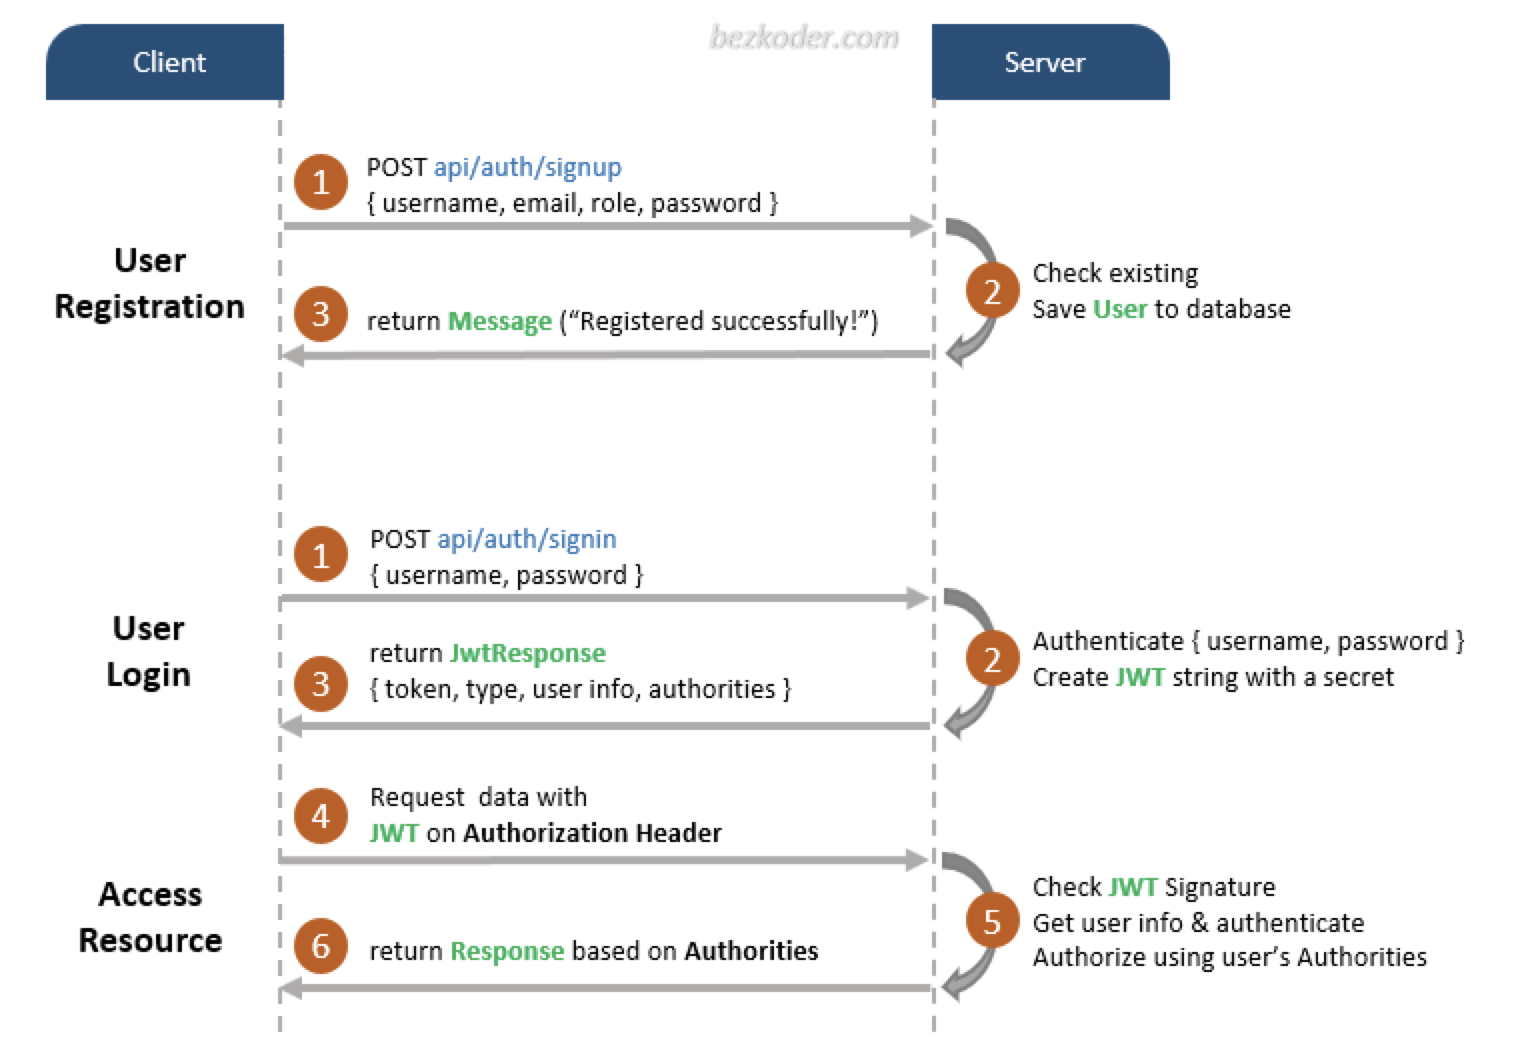 bezkoder.com
Client
Server
1
POST api/auth/signup
{ username, email, role, password }
User
Registration
2
Check existing
Save User to database
3
return Message (“Registered successfully!”)
1
POST api/auth/signin
{ username, password }
User
Login
2
Authenticate { username, password }
Create JWT string with a secret
3
return JwtResponse
{ token, type, user info, authorities }
4
Request  data with
JWT on Authorization Header
Access
Resource
5
Check JWT Signature
Get user info & authenticate
Authorize using user’s Authorities
6
return Response based on Authorities